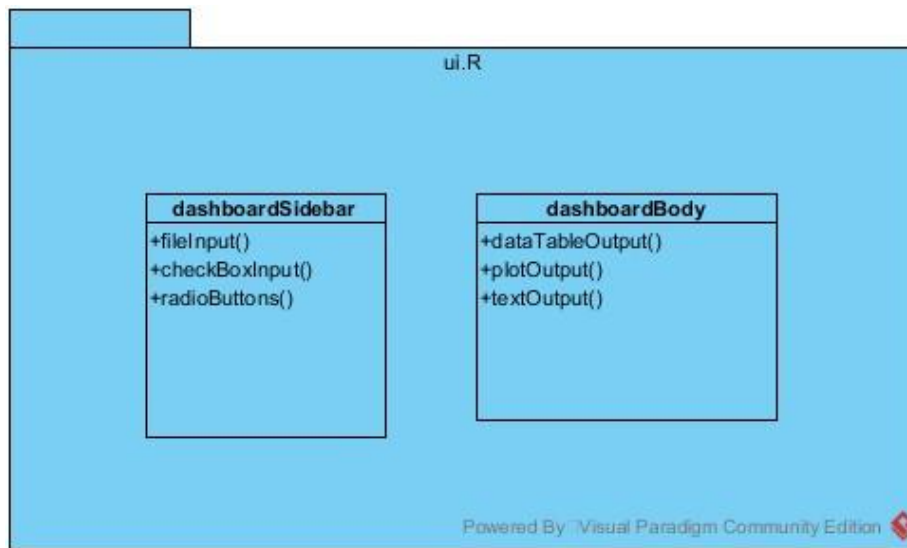 ui.R
dashboardSidebar
+fileInput()
+checkBoxInput()
+radioButtons()
dashboardBody
+dataTableOutput()
+plotOutput()
+textOutput()
Powered By Visual Paradigm Community Edition